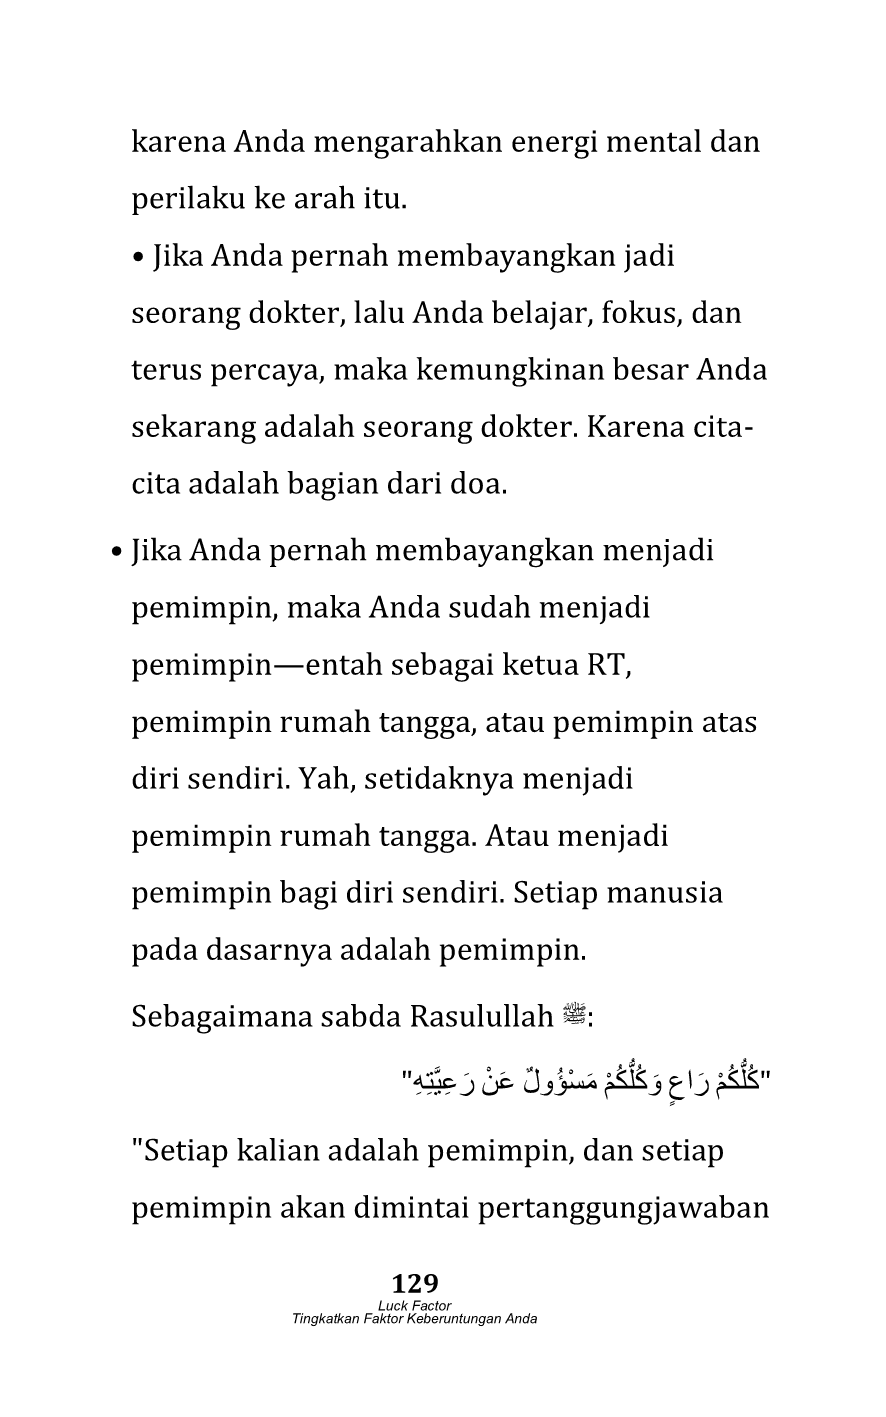 karena Anda mengarahkan energi mental dan
perilaku ke arah itu.
• Jika Anda pernah membayangkan jadi
seorang dokter, lalu Anda belajar, fokus, dan
terus percaya, maka kemungkinan besar Anda
sekarang adalah seorang dokter. Karena cita-
cita adalah bagian dari doa.
• Jika Anda pernah membayangkan menjadi
pemimpin, maka Anda sudah menjadi
pemimpin—entah sebagai ketua RT,
pemimpin rumah tangga, atau pemimpin atas
diri sendiri. Yah, setidaknya menjadi
pemimpin rumah tangga. Atau menjadi
pemimpin bagi diri sendiri. Setiap manusia
pada dasarnya adalah pemimpin.
Sebagaimana sabda Rasulullah ﷺ:
"كُلُّكُمْ رَاعٍ وَكُلُّكُمْ مَسْؤُولٌ عَنْ رَعِيَّتِهِ"
"Setiap kalian adalah pemimpin, dan setiap
pemimpin akan dimintai pertanggungjawaban
129
Luck Factor
Tingkatkan Faktor Keberuntungan Anda